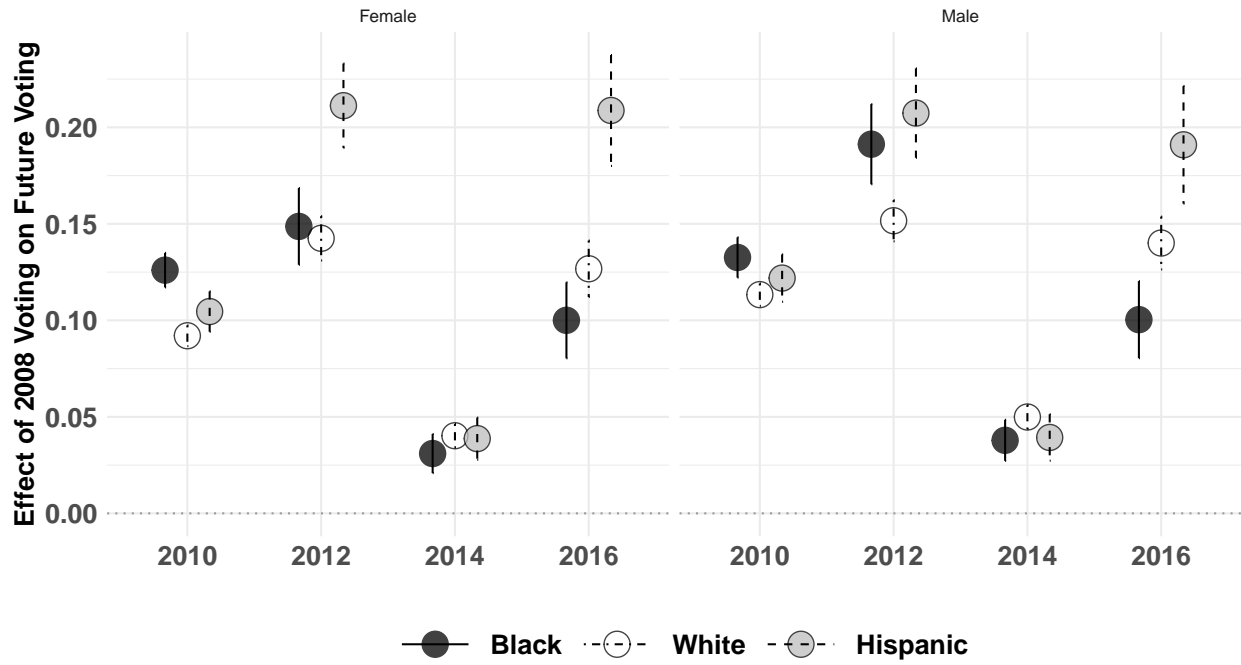 Female
Male
Effect of 2008 Voting on Future Voting
0.20
0.15
0.10
0.05
0.00
2010 2012 2014 2016
2010 2012 2014 2016
Black White Hispanic